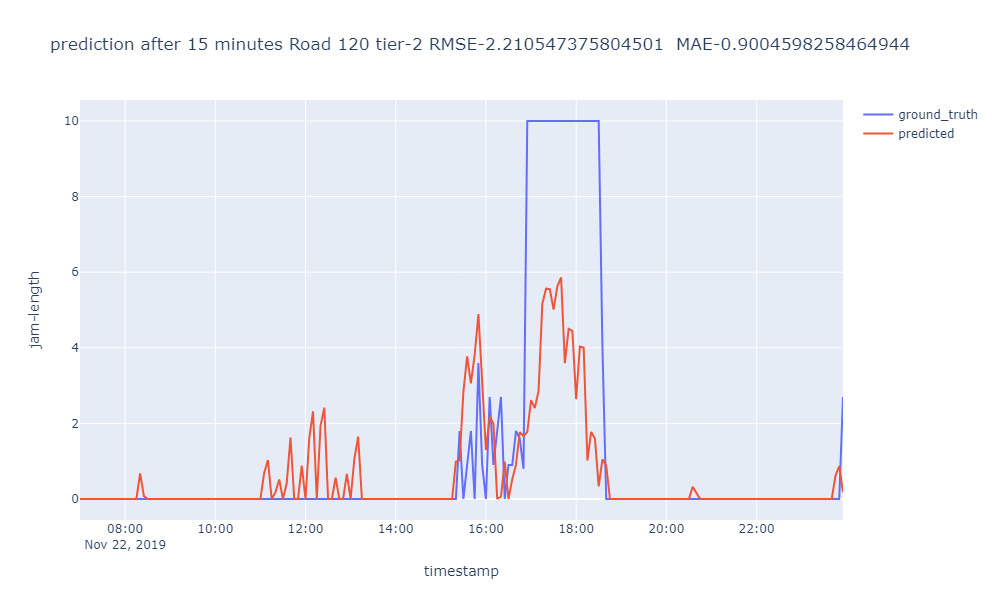 prediction after 15 minutes Road 120 tier-2 RMSE-2.210547375804501  MAE-0.9004598258464944
ground_truth
predicted
10
8
6
4
2
0
jam-length
08:00 10:00 12:00 14:00 16:00 18:00 20:00 22:00
Nov 22, 2019
timestamp